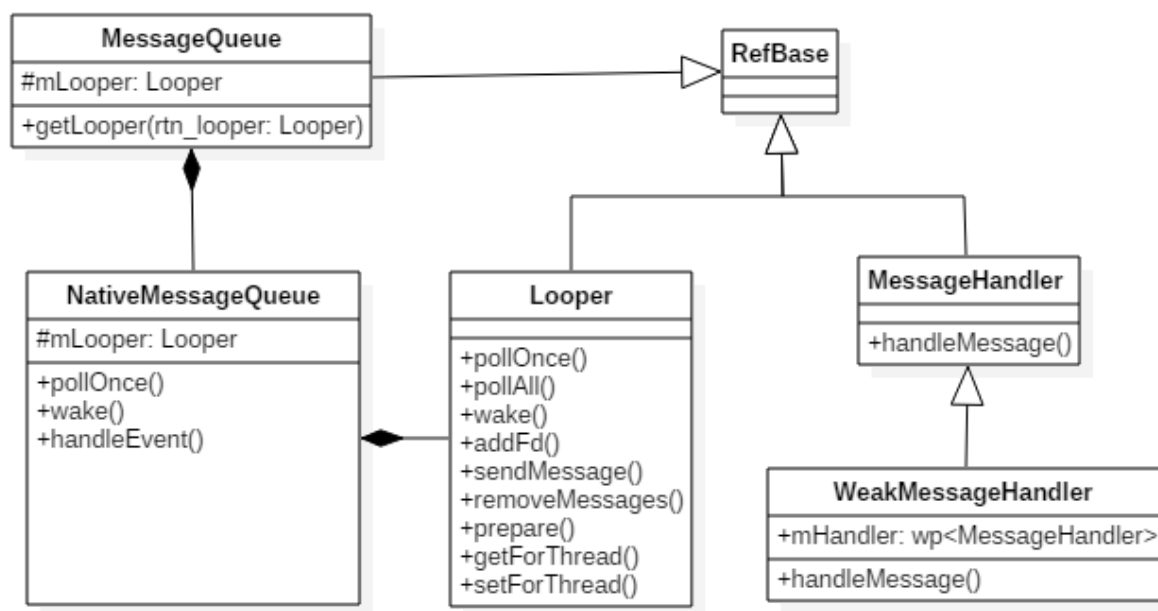 MessageQueue
#mLooper: Looper
+getLooper(rtn_looper: Looper)
RefBase
NativeMessageQueue
#mLooper: Looper
+pollOnce()
+wake()
+handleEvent()
Looper
+pollOnce()
+pollAll()
+wake()
+addFd()
+sendMessage()
+removeMessages()
+prepare()
+getForThread()
+setForThread()
MessageHandler
+handleMessage()
WeakMessageHandler
+mHandler: wp<MessageHandler>
+handleMessage()